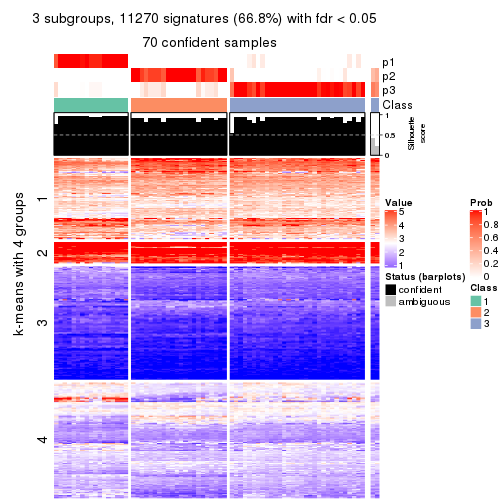 3 subgroups, 11270 signatures (66.8%) with fdr < 0.05
70 confident samples
p1
p2
p3
Class
1
0.5
0
Silhouette
score
k-means with 4 groups
1
2
3
4
Value
5
4
3
2
1
Status (barplots)
confident
ambiguous
Prob
1
0.8
0.6
0.4
0.2
0
Class
1
2
3